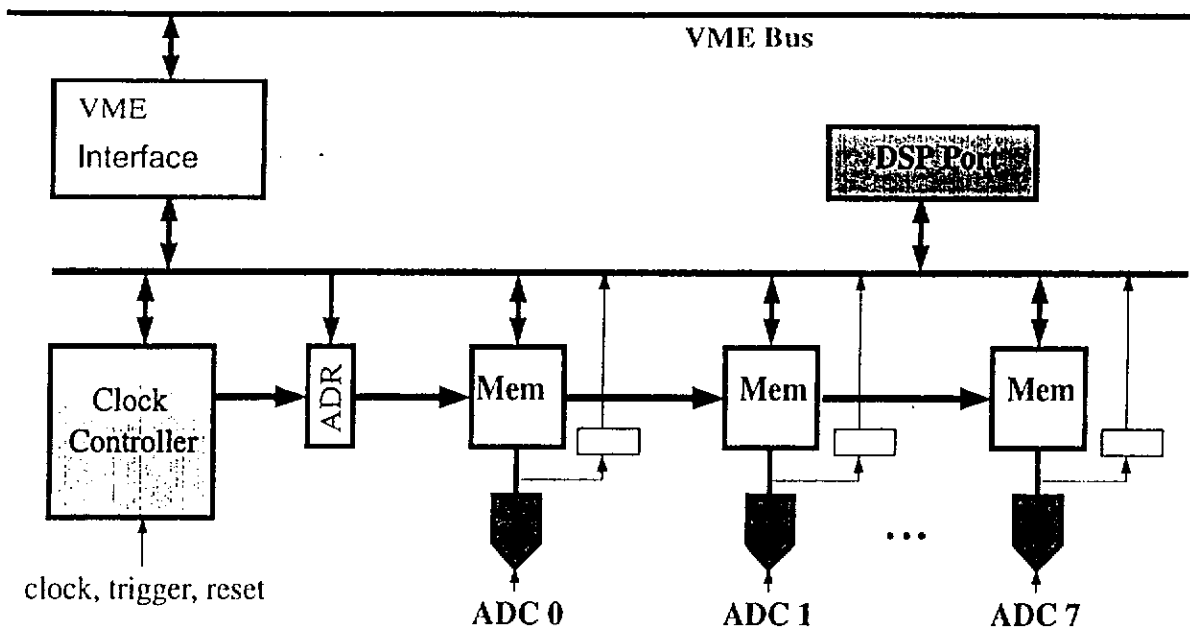 VME Bus
VME
Interface
DSP Port
Clock
Controller
ADR
Mem
Mem
Mem
...
clock, trigger, reset
ADC 0
ADC 1
ADC 7